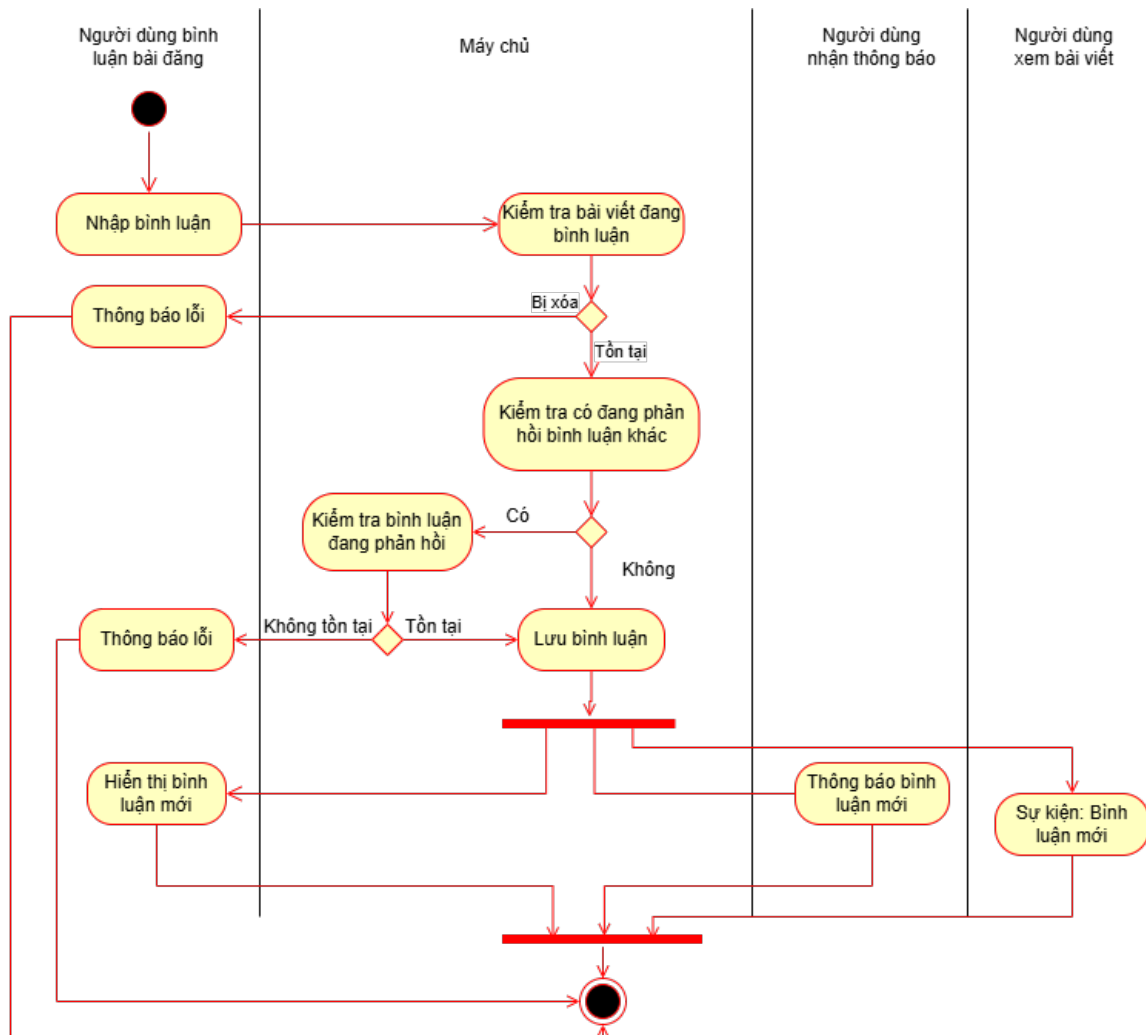 Người dùng bình
luận bài đăng
Máy chủ
Người dùng
nhận thông báo
Người dùng
xem bài viết
Nhập bình luận
Kiểm tra bài viết đang
bình luận
Thông báo lỗi
Bị xóa
Tồn tại
Kiểm tra có đang phản
hồi bình luận khác
Kiểm tra bình luận
đang phản hồi
Có
Không
Thông báo lỗi
Không tồn tại
Tồn tại
Lưu bình luận
Hiển thị bình
luận mới
Thông báo bình
luận mới
Sự kiện: Bình
luận mới